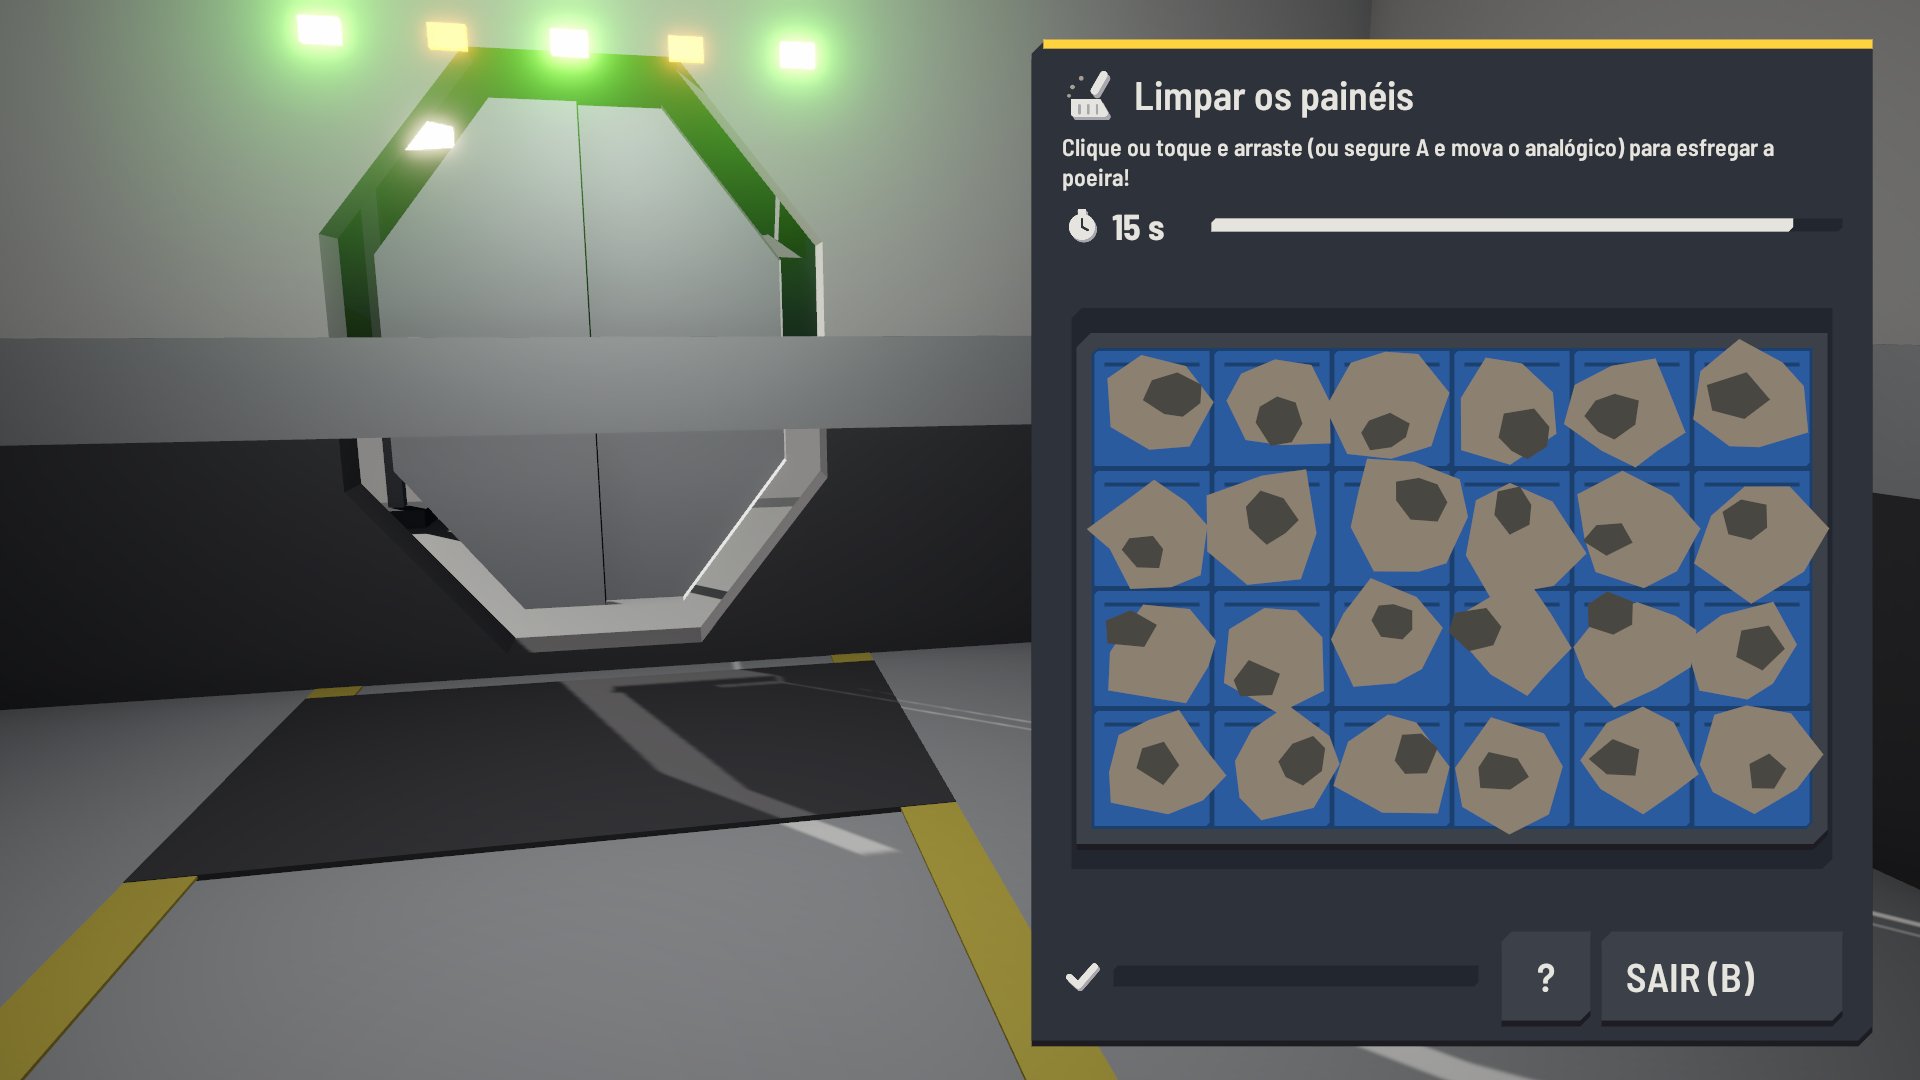 Limpar os painéis
Clique ou toque e arraste (ou segure A e mova o analógico) para esfregar a
poeira!
15 s
?
SAIR (B)